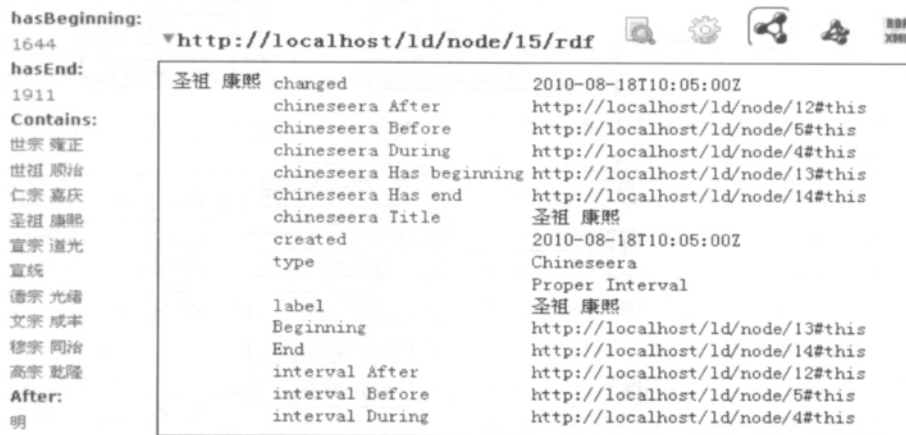 hasBeginning:
1644
hasEnd:
1911
Contains:
世宗 雍正
世祖 顺治
仁宗 嘉庆
圣祖 康熙
宣宗 道光
宣统
德宗 光绪
文宗 咸丰
穆宗 同治
高宗 乾隆
After:
明
▼http://localhost/ld/node/15/rdf
RDF
XML
圣祖 康熙 changed 2010-08-18T10:05:00Z
chineseera After http://localhost/ld/node/12#this
chineseera Before http://localhost/ld/node/5#this
chineseera During http://localhost/ld/node/4#this
chineseera Has beginning http://localhost/ld/node/13#this
chineseera Has end http://localhost/ld/node/14#this
chineseera Title 圣祖 康熙
created 2010-08-18T10:05:00Z
type Chineseera
Proper Interval
label 圣祖 康熙
Beginning http://localhost/ld/node/13#this
End http://localhost/ld/node/14#this
interval After http://localhost/ld/node/12#this
interval Before http://localhost/ld/node/5#this
interval During http://localhost/ld/node/4#this